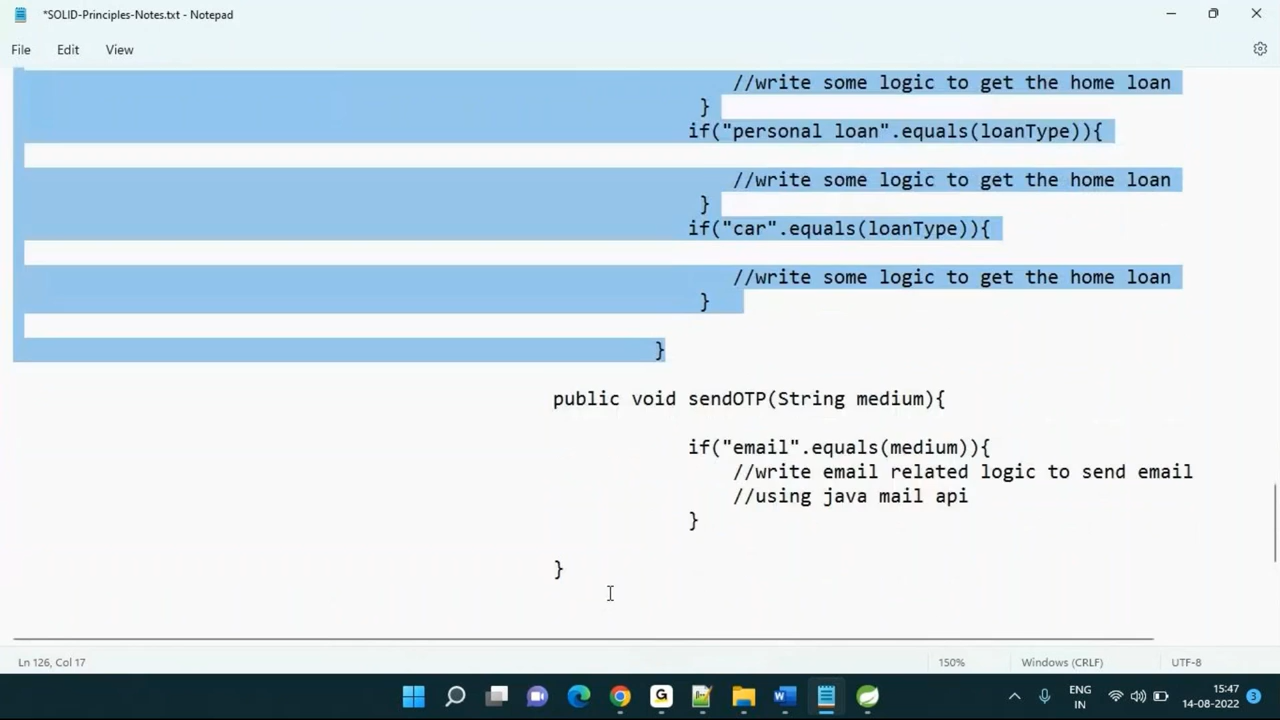 *SOLID-Principles-Notes.txt - Notepad
File Edit View
//write some logic to get the home loan
}
if("personal loan".equals(loanType)){
//write some logic to get the home loan
}
if("car".equals(loanType)){
//write some logic to get the home loan
}
}
public void sendOTP(String medium){
if("email".equals(medium)){
//write email related logic to send email
//using java mail api
}
}
Ln 126, Col 17 150% Windows (CRLF) UTF-8
ENG 15:47
IN 14-08-2022 3